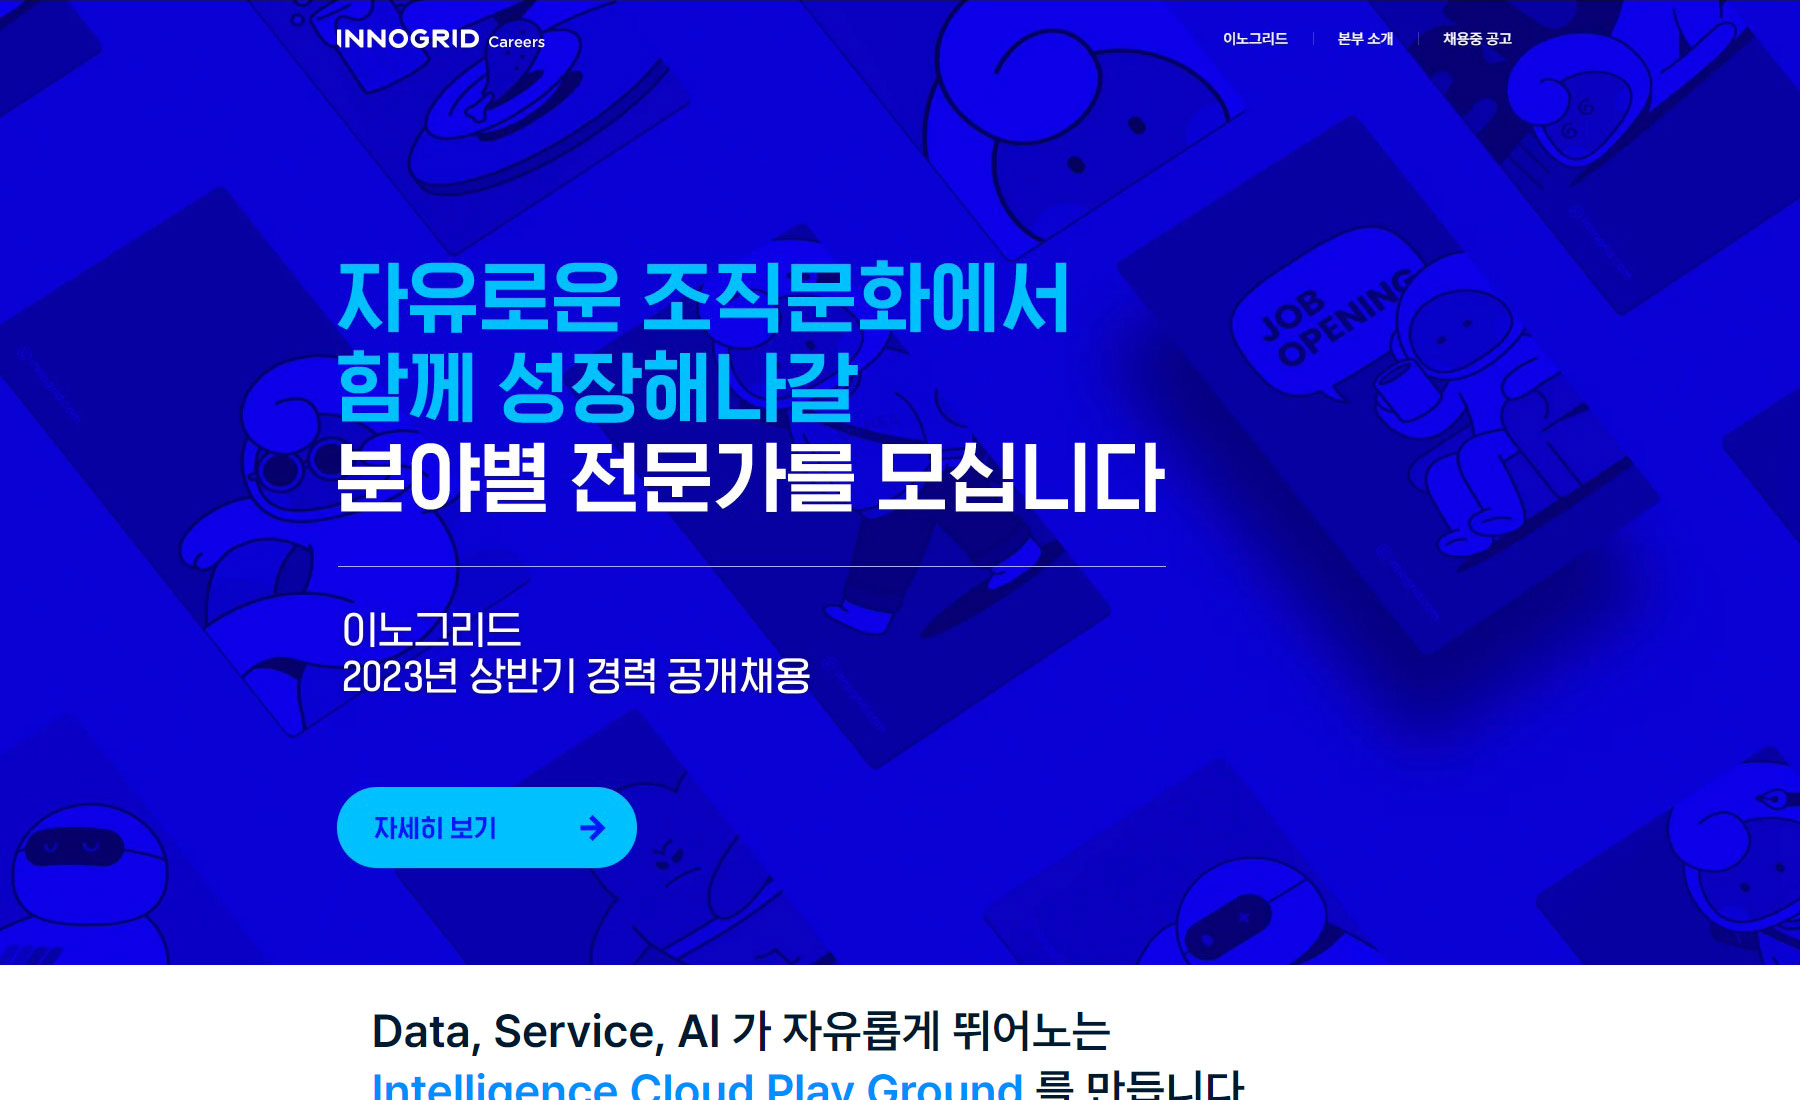 INNOGRID Careers
이노그리드
본부 소개
채용중 공고
자유로운 조직문화에서
함께 성장해나갈
분야별 전문가를 모십니다
JOB
OPENING
이노그리드
2023년 상반기 경력 공개채용
자세히 보기
Data, Service, AI 가 자유롭게 뛰어노는
Intelligence Cloud Play Ground 를 만듭니다